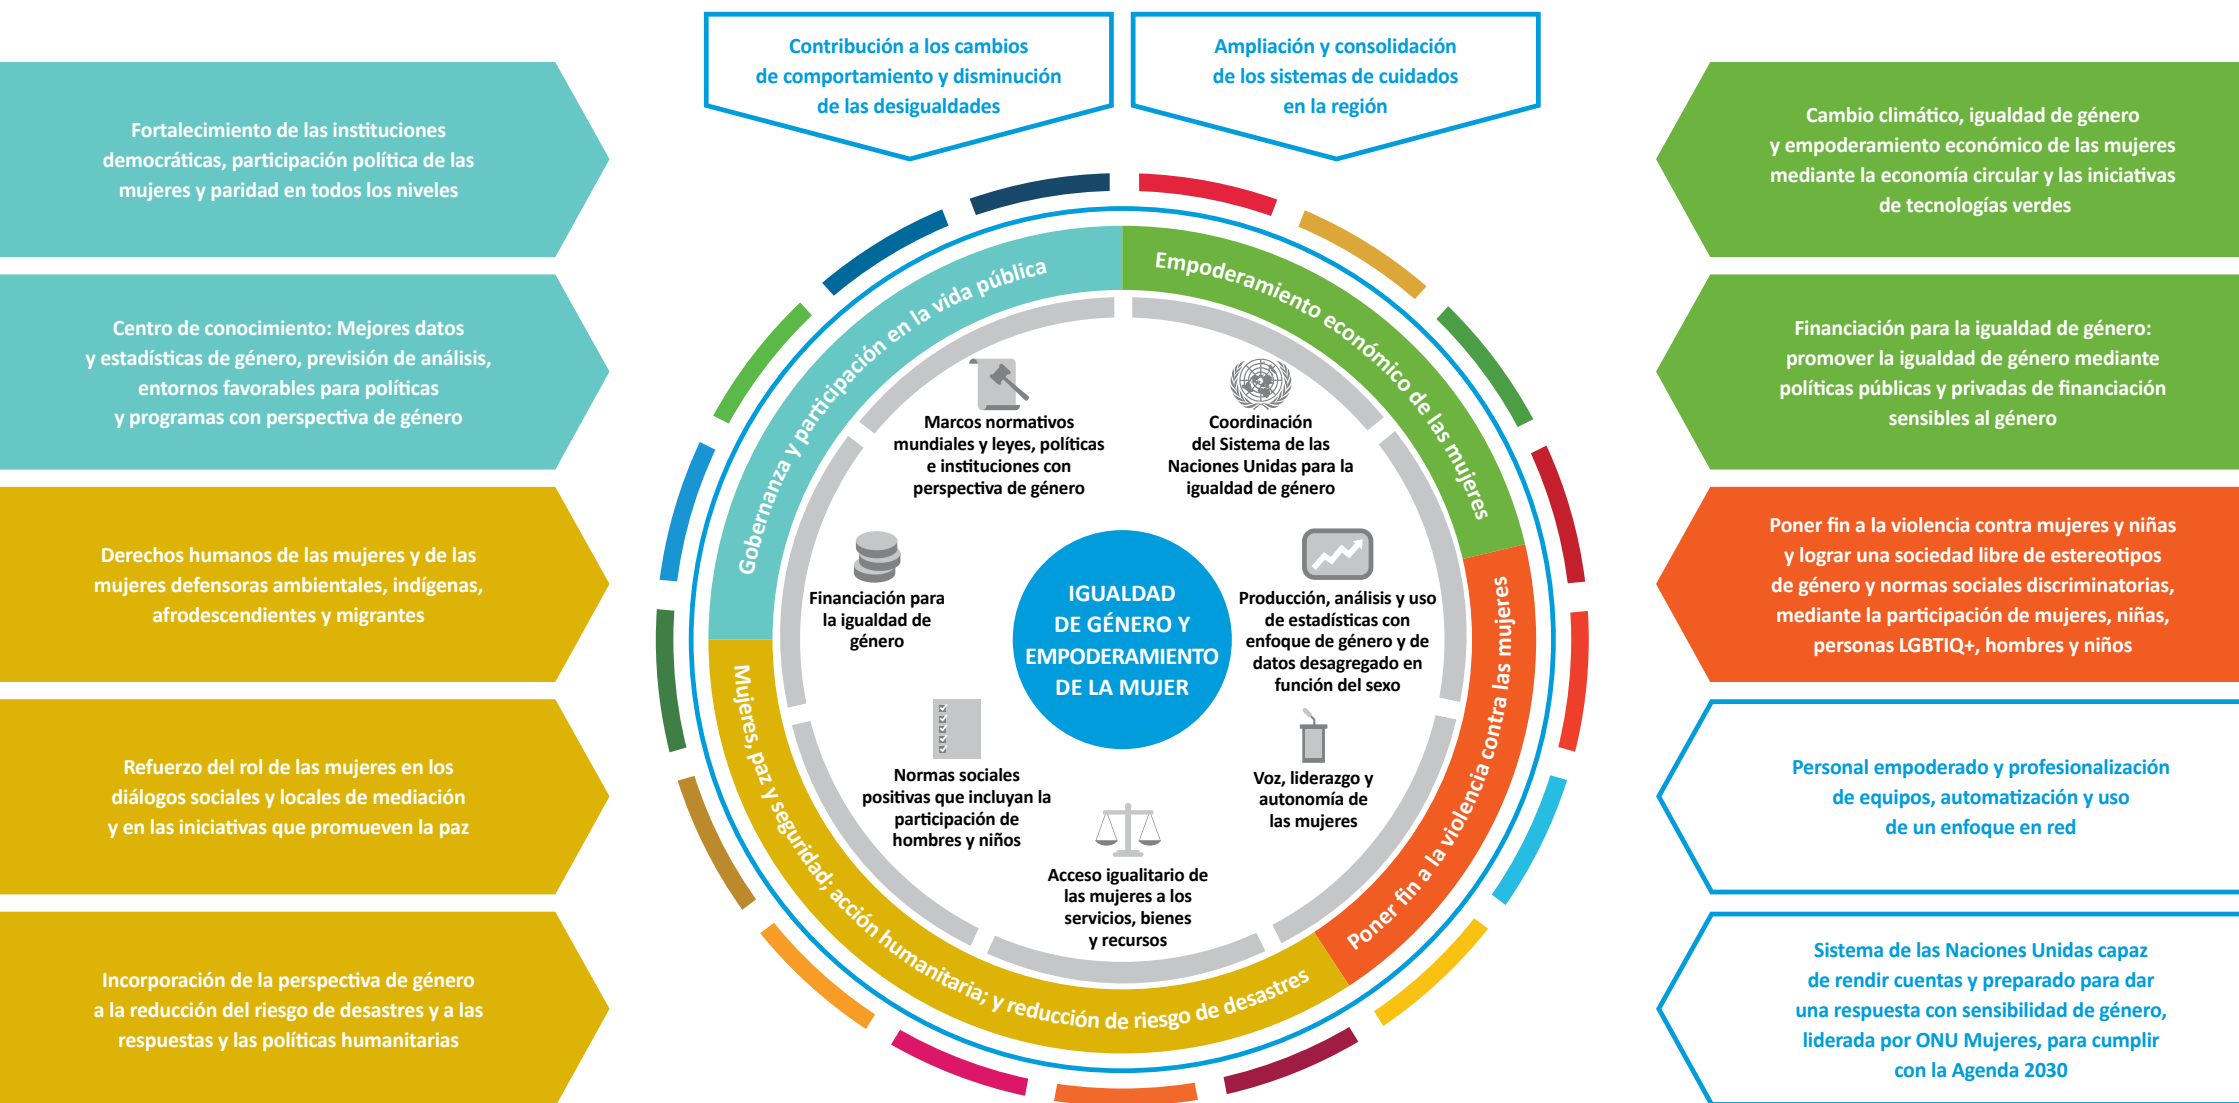 Contribución a los cambios
de comportamiento y disminución
de las desigualdades
Ampliación y consolidación
de los sistemas de cuidados
en la región
Fortalecimiento de las instituciones
democráticas, participación política de las
mujeres y paridad en todos los niveles
Centro de conocimiento: Mejores datos
y estadísticas de género, previsión de análisis,
entornos favorables para políticas
y programas con perspectiva de género
Derechos humanos de las mujeres y de las
mujeres defensoras ambientales, indígenas,
afrodescendientes y migrantes
Refuerzo del rol de las mujeres en los
diálogos sociales y locales de mediación
y en las iniciativas que promueven la paz
Incorporación de la perspectiva de género
a la reducción del riesgo de desastres y a las
respuestas y las políticas humanitarias
Gobernanza y participación en la vida pública
Empoderamiento económico de las mujeres
Poner fin a la violencia contra las mujeres
Mujeres, paz y seguridad; acción humanitaria; y reducción de riesgo de desastres
Marcos normativos
mundiales y leyes, políticas
e instituciones con
perspectiva de género
Coordinación
del Sistema de las
Naciones Unidas para la
igualdad de género
Financiación para
la igualdad de
género
IGUALDAD
DE GÉNERO Y
EMPODERAMIENTO
DE LA MUJER
Producción, análisis y uso
de estadísticas con
enfoque de género y de
datos desagregado en
función del sexo
Normas sociales
positivas que incluyan la
participación de
hombres y niños
Voz, liderazgo y
autonomía de
las mujeres
Acceso igualitario de
las mujeres a los
servicios, bienes
y recursos
Cambio climático, igualdad de género
y empoderamiento económico de las mujeres
mediante la economía circular y las iniciativas
de tecnologías verdes
Financiación para la igualdad de género:
promover la igualdad de género mediante
políticas públicas y privadas de financiación
sensibles al género
Poner fin a la violencia contra mujeres y niñas
y lograr una sociedad libre de estereotipos
de género y normas sociales discriminatorias,
mediante la participación de mujeres, niñas,
personas LGBTIQ+, hombres y niños
Personal empoderado y profesionalización
de equipos, automatización y uso
de un enfoque en red
Sistema de las Naciones Unidas capaz
de rendir cuentas y preparado para dar
una respuesta con sensibilidad de género,
liderada por ONU Mujeres, para cumplir
con la Agenda 2030